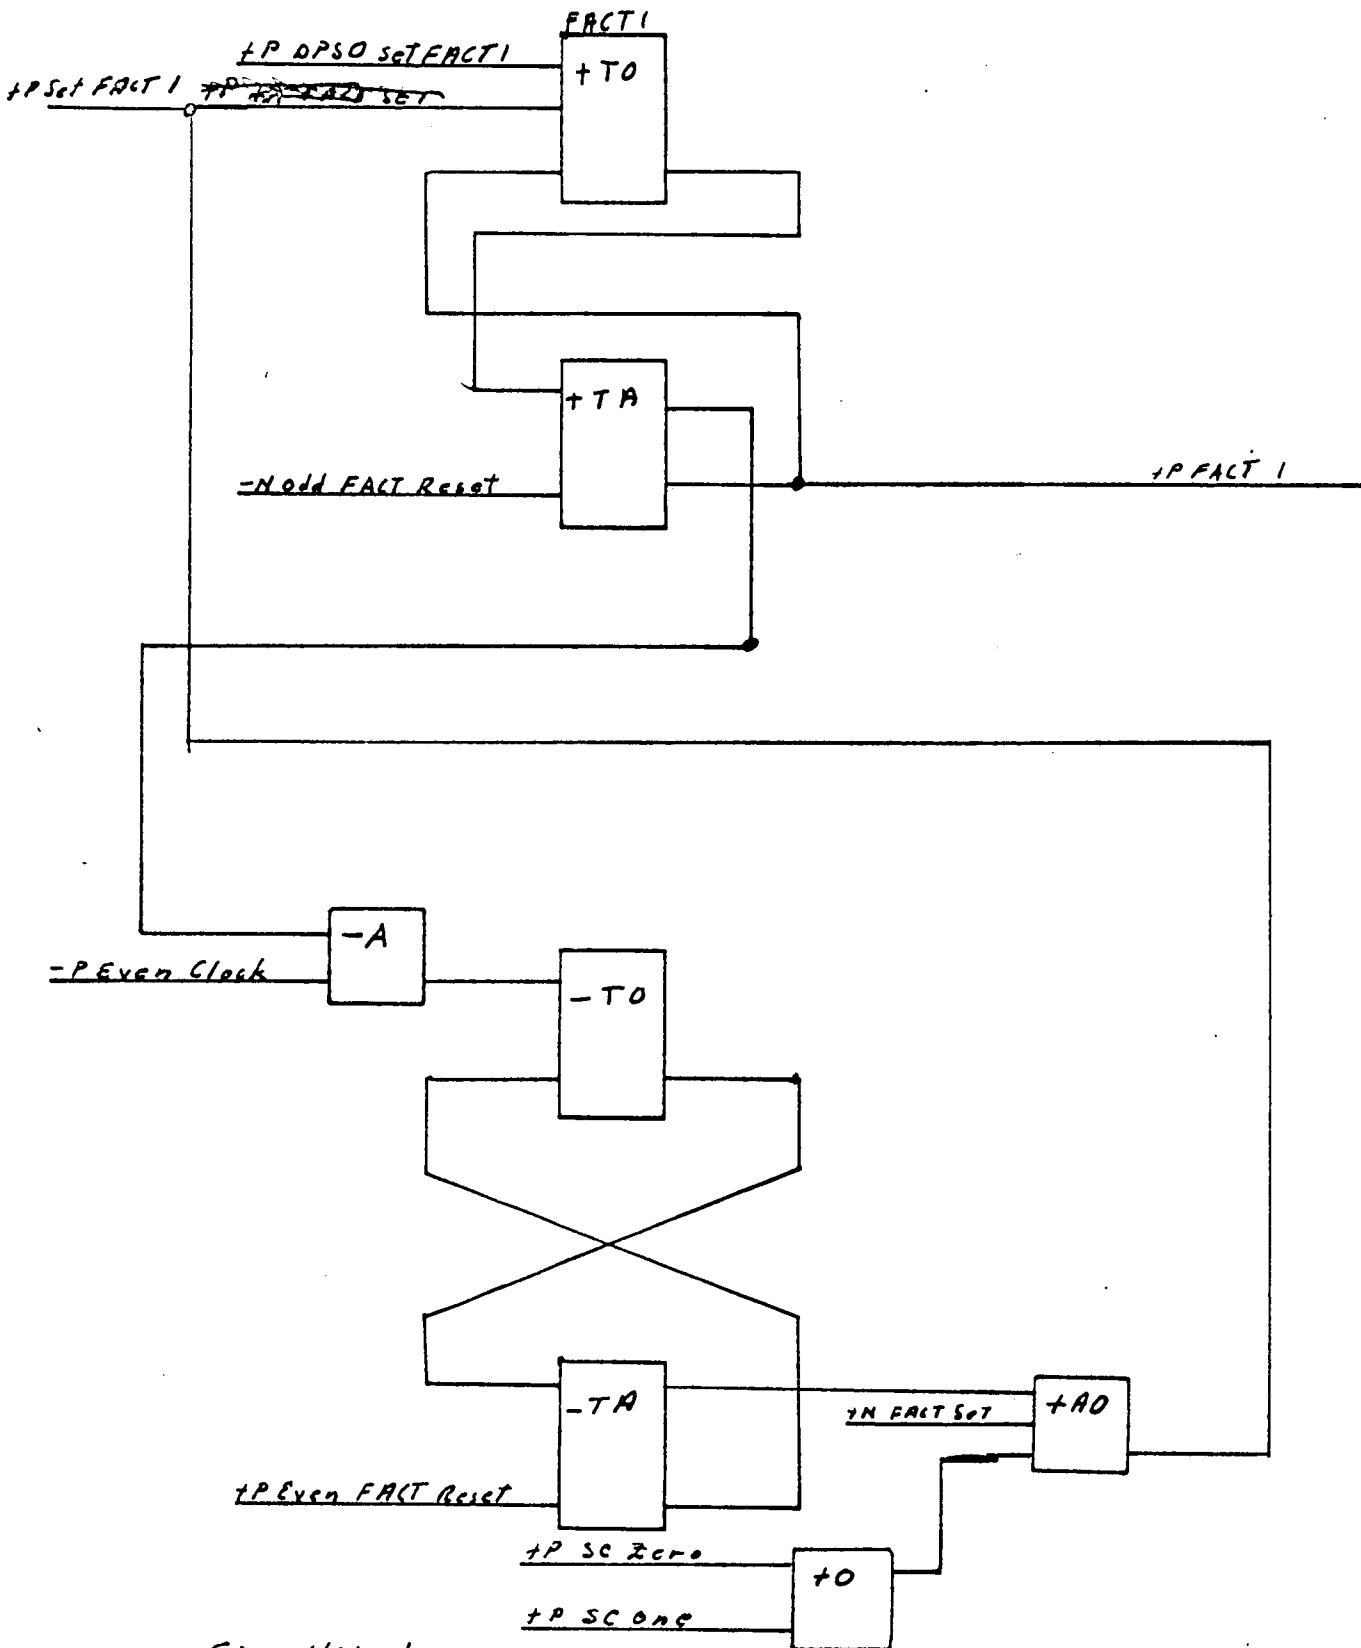 FACT 1
+P DPSO Set FACT 1
+P Set FACT 1
SET
+TO
+TA
-N Odd FACT Reset
+P FACT 1
-A
-P Even Clock
-TO
-TA
+N FACT Set
+AO
+P Even FACT Reset
+P SC Zero
+O
+P SC One